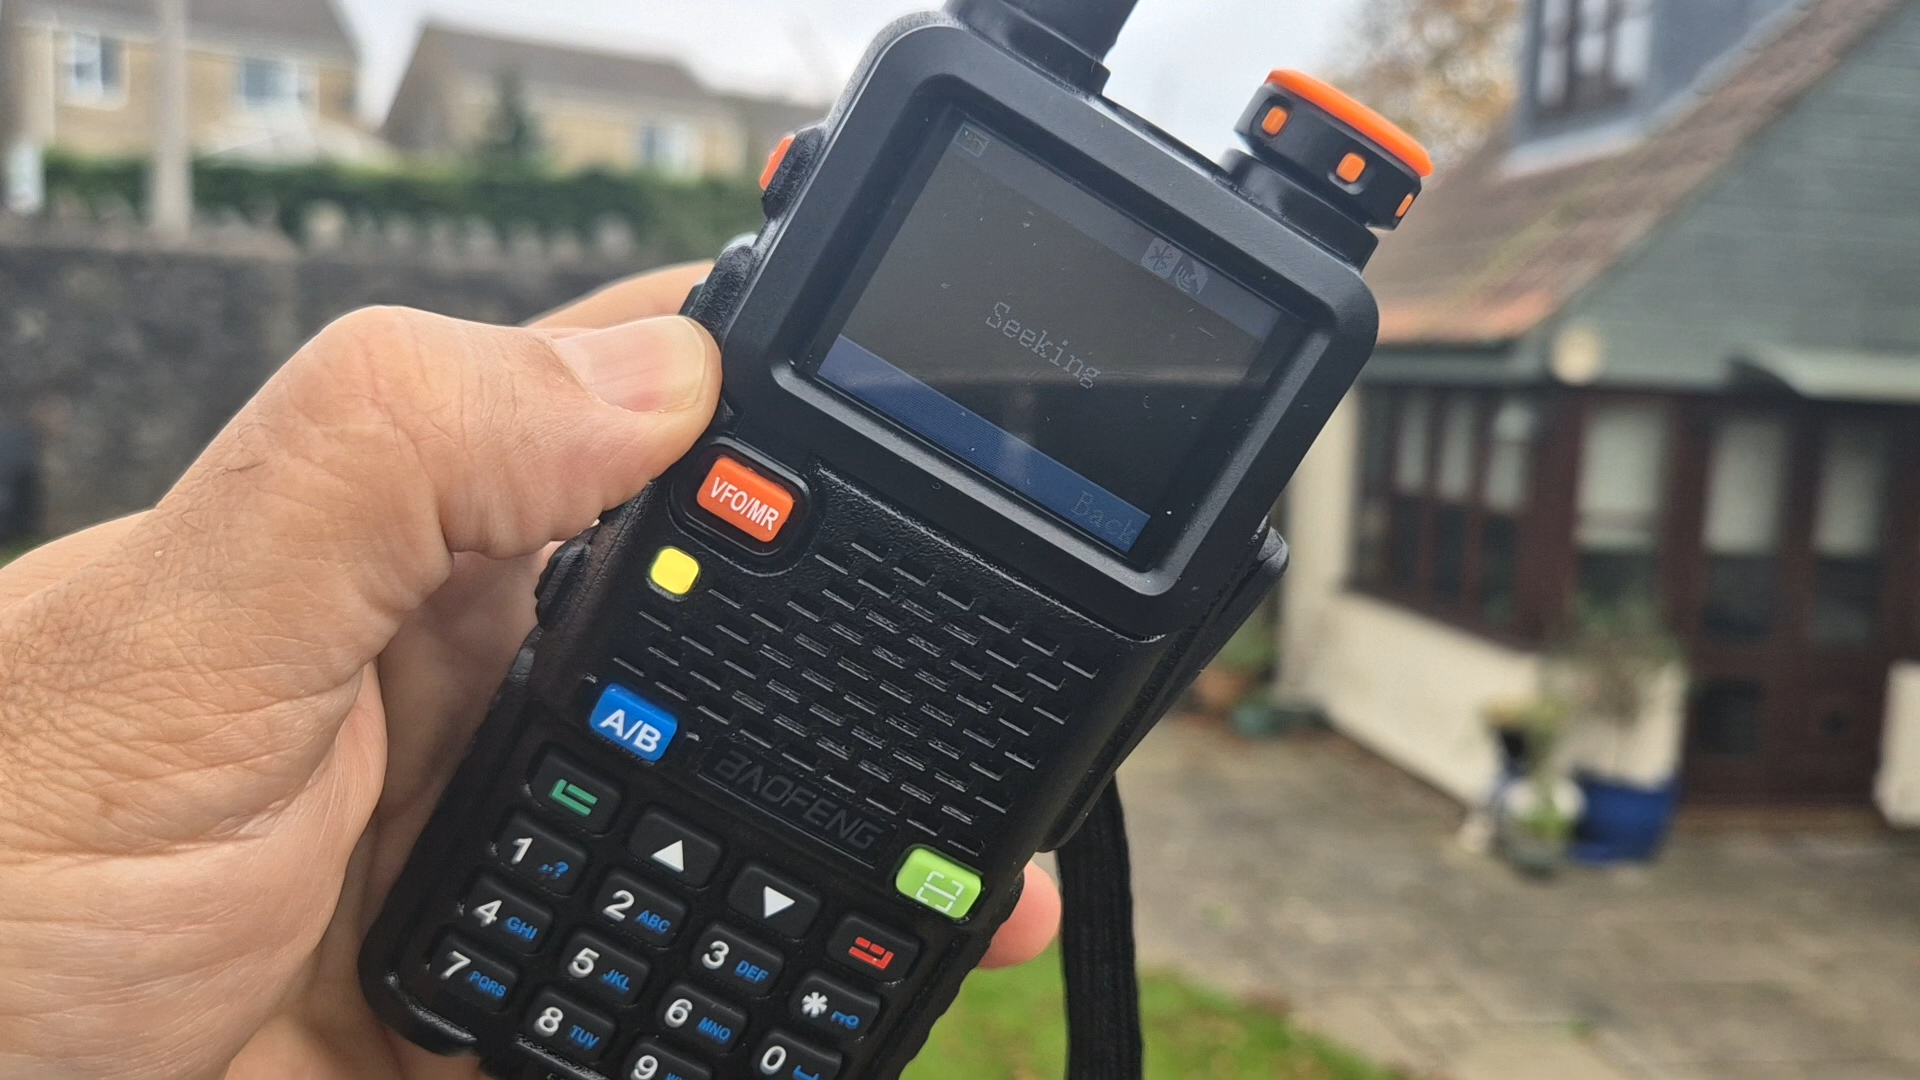 Seeking
Back
VFO/MR
A/B
BAOFENG
1 .,?
2 ABC
3 DEF
4 GHI
5 JKL
6 MNO
* 
7 PQRS
8 TUV
9
0